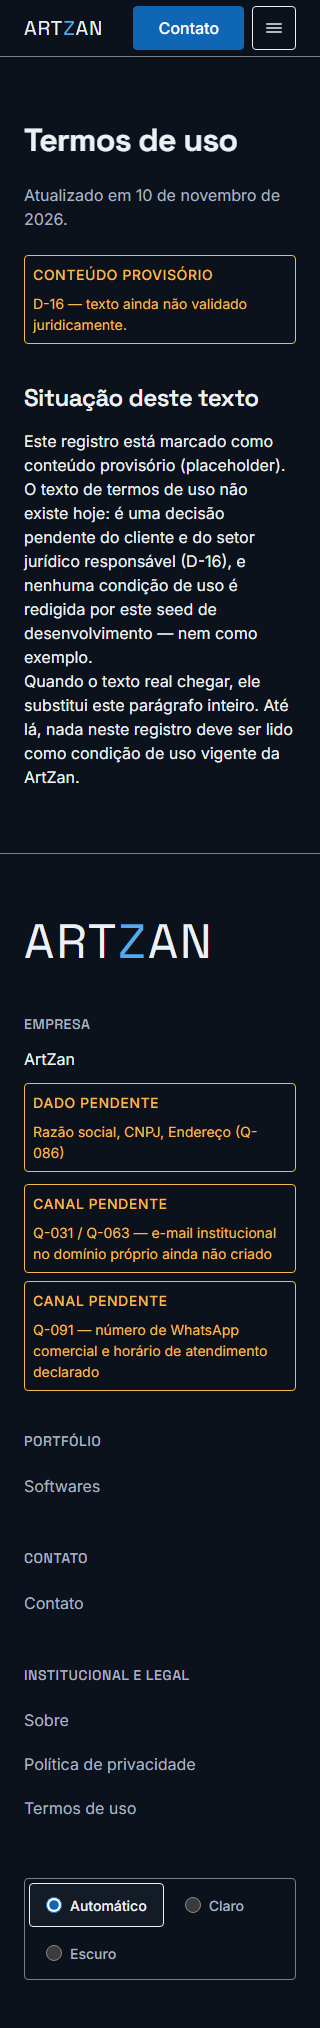 ARTZAN
Contato
Termos de uso
Atualizado em 10 de novembro de
2026.
CONTEÚDO PROVISÓRIO
D-16 — texto ainda não validado
juridicamente.
Situação deste texto
Este registro está marcado como
conteúdo provisório (placeholder).
O texto de termos de uso não
existe hoje: é uma decisão
pendente do cliente e do setor
jurídico responsável (D-16), e
nenhuma condição de uso é
redigida por este seed de
desenvolvimento — nem como
exemplo.
Quando o texto real chegar, ele
substitui este parágrafo inteiro. Até
lá, nada neste registro deve ser lido
como condição de uso vigente da
ArtZan.
ARTZAN
EMPRESA
ArtZan
DADO PENDENTE
Razão social, CNPJ, Endereço (Q-
086)
CANAL PENDENTE
Q-031 / Q-063 — e-mail institucional
no domínio próprio ainda não criado
CANAL PENDENTE
Q-091 — número de WhatsApp
comercial e horário de atendimento
declarado
PORTFÓLIO
Softwares
CONTATO
Contato
INSTITUCIONAL E LEGAL
Sobre
Política de privacidade
Termos de uso
Automático
Claro
Escuro